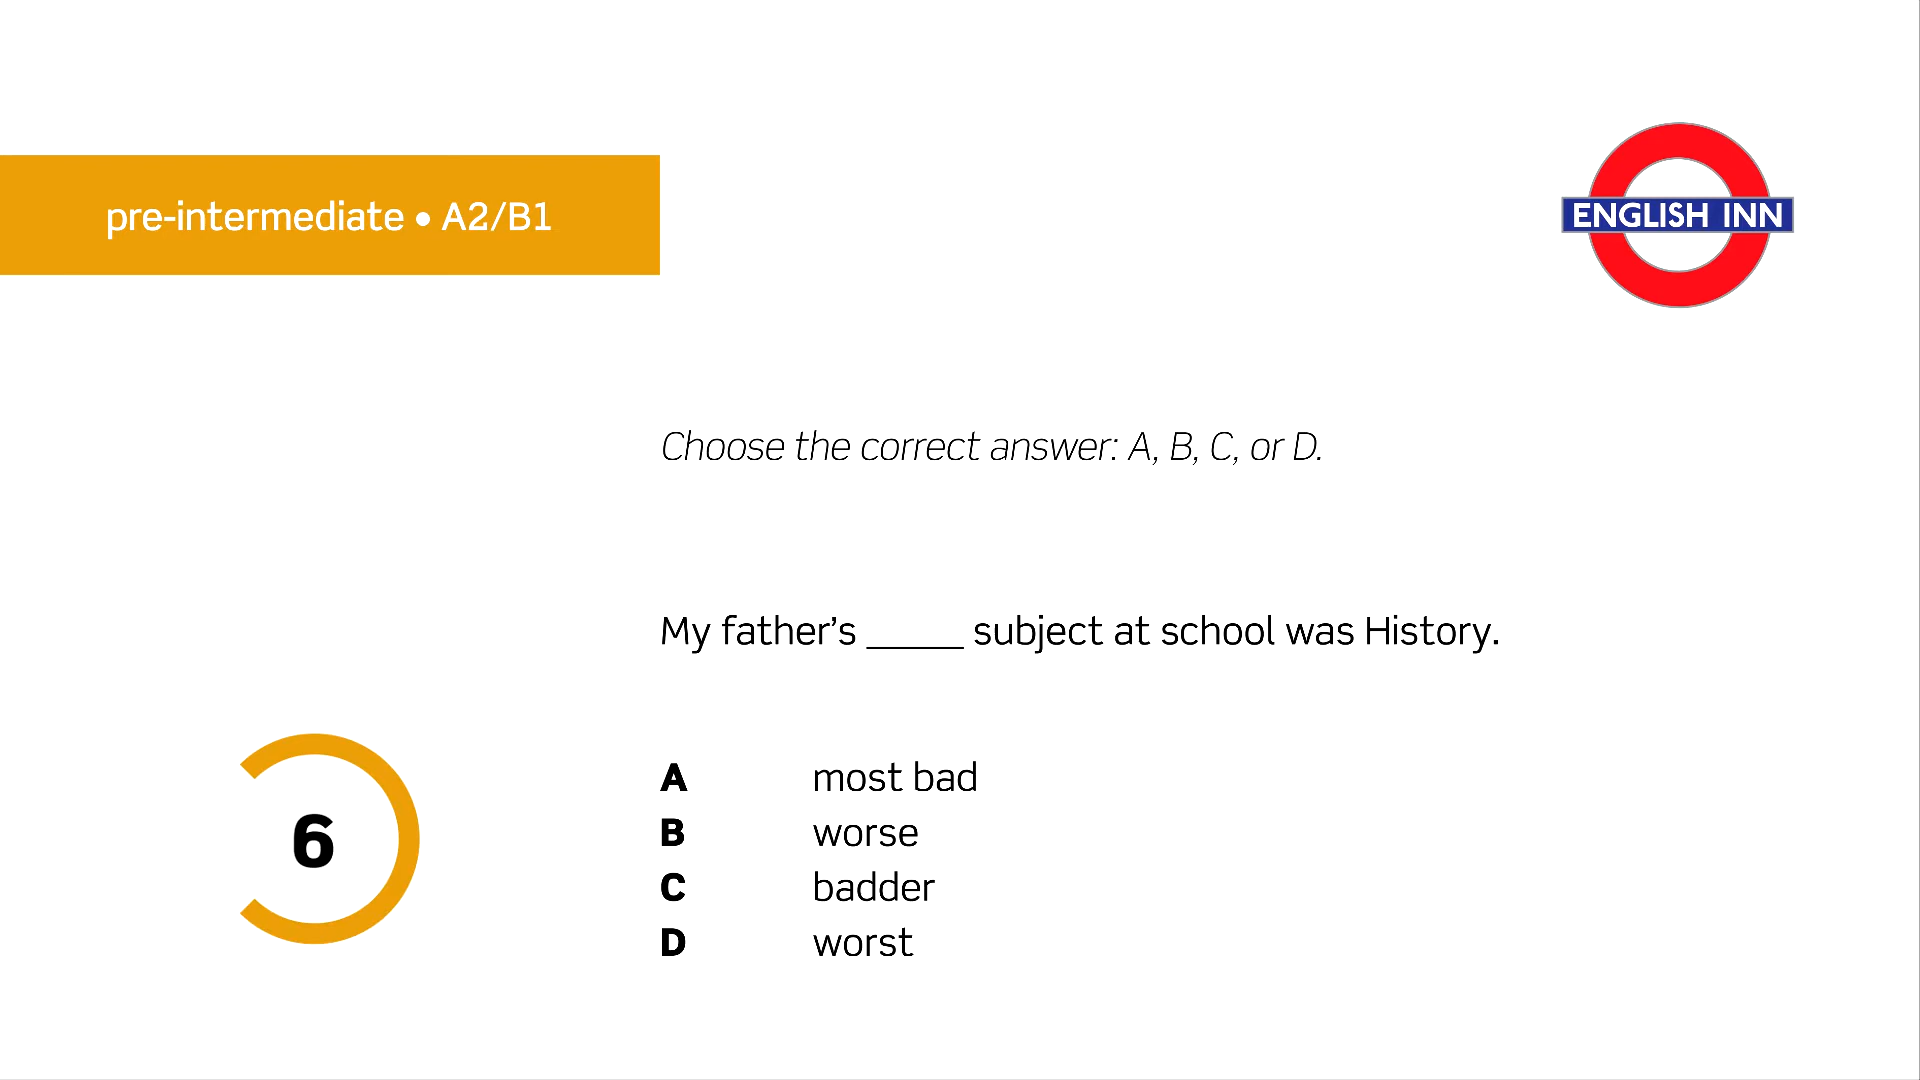 pre-intermediate • A2/B1
ENGLISH INN
Choose the correct answer: A, B, C, or D.
My father’s _____ subject at school was History.
A most bad
B worse
C badder
D worst
6